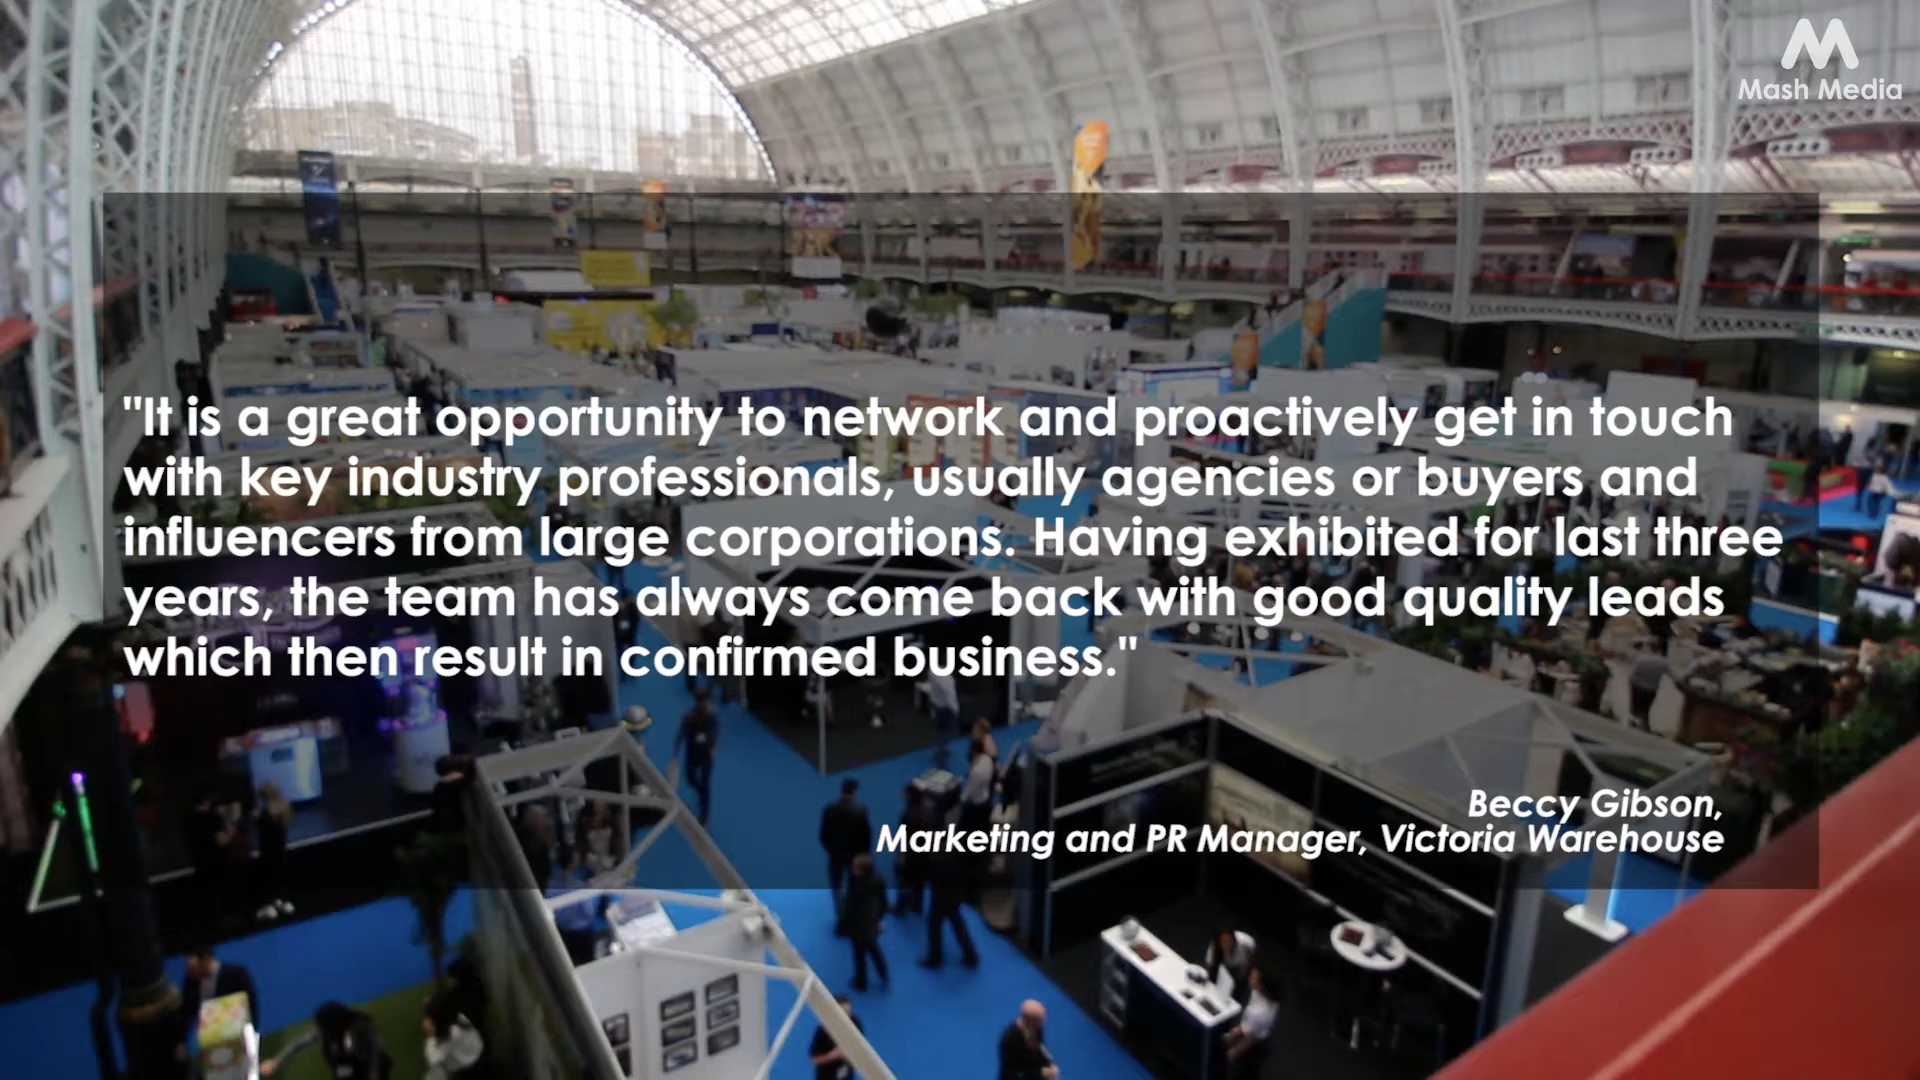 Mash Media
"It is a great opportunity to network and proactively get in touch
with key industry professionals, usually agencies or buyers and
influencers from large corporations. Having exhibited for last three
years, the team has always come back with good quality leads
which then result in confirmed business."
Beccy Gibson,
Marketing and PR Manager, Victoria Warehouse